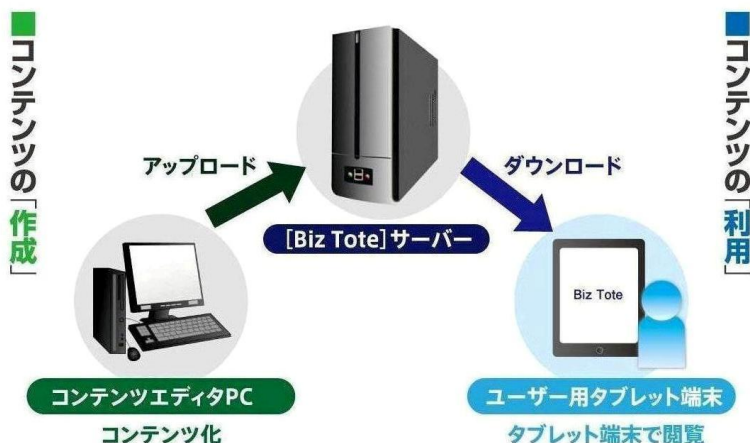 ■コンテンツの「作成」
■コンテンツの「利用」
アップロード
ダウンロード
[Biz Tote]サーバー
Biz Tote
コンテンツエディタPC
コンテンツ化
ユーザー用タブレット端末
タブレット端末で閲覧